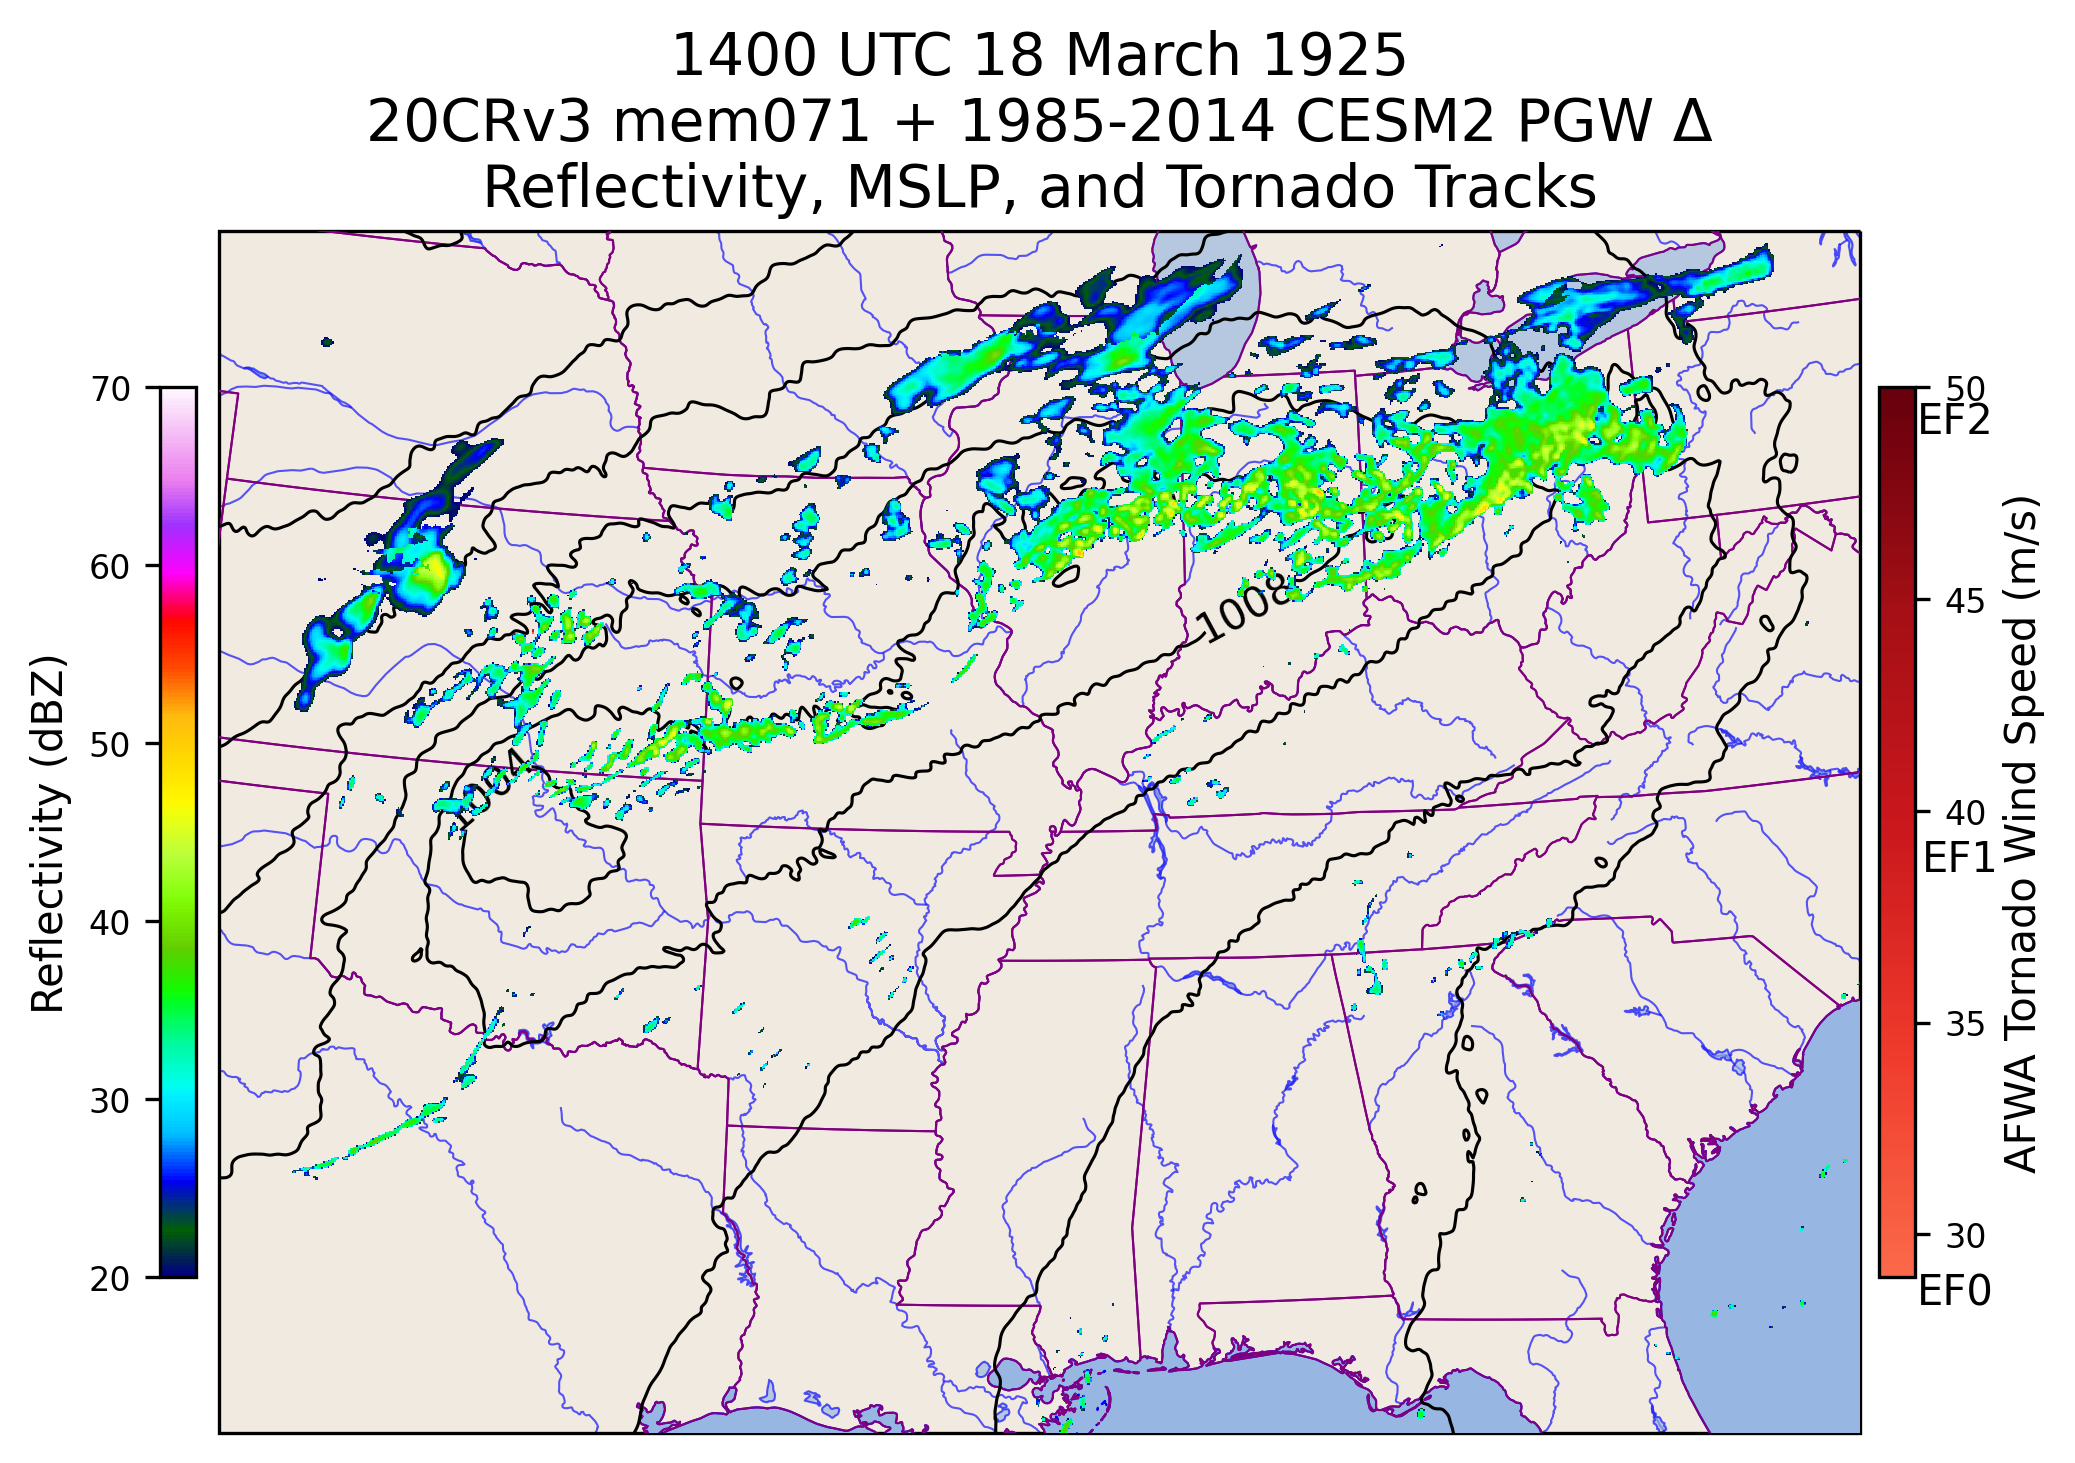 1400 UTC 18 March 1925
20CRv3 mem071 + 1985-2014 CESM2 PGW Δ
Reflectivity, MSLP, and Tornado Tracks
70
60
50
40
30
20
Reflectivity (dBZ)
1008
1004
50
EF2
45
40
EF1
35
30
EF0
AFWA Tornado Wind Speed (m/s)